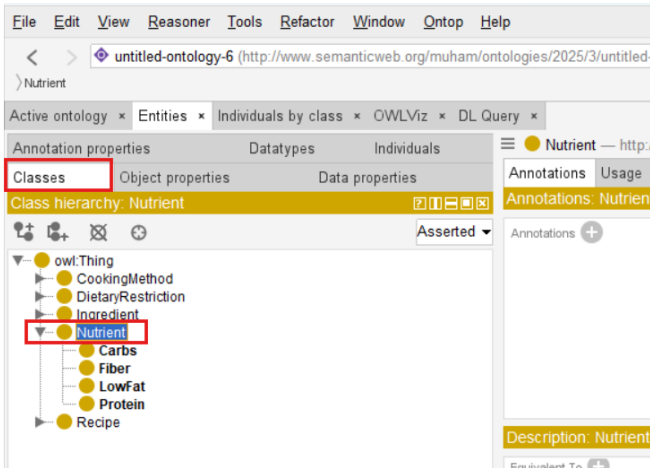 File Edit View Reasoner Tools Refactor Window Ontop Help
untitled-ontology-6 (http://www.semanticweb.org/muham/ontologies/2025/3/untitled-
Nutrient
Active ontology × Entities × Individuals by class × OWLViz × DL Query ×
Annotation properties Datatypes Individuals
Classes Object properties Data properties
Class hierarchy: Nutrient
Asserted
owl:Thing
CookingMethod
DietaryRestriction
Ingredient
Nutrient
Carbs
Fiber
LowFat
Protein
Recipe
Nutrient — http:
Annotations Usage
Annotations: Nutrien
Annotations
Description: Nutrient
Equivalent To